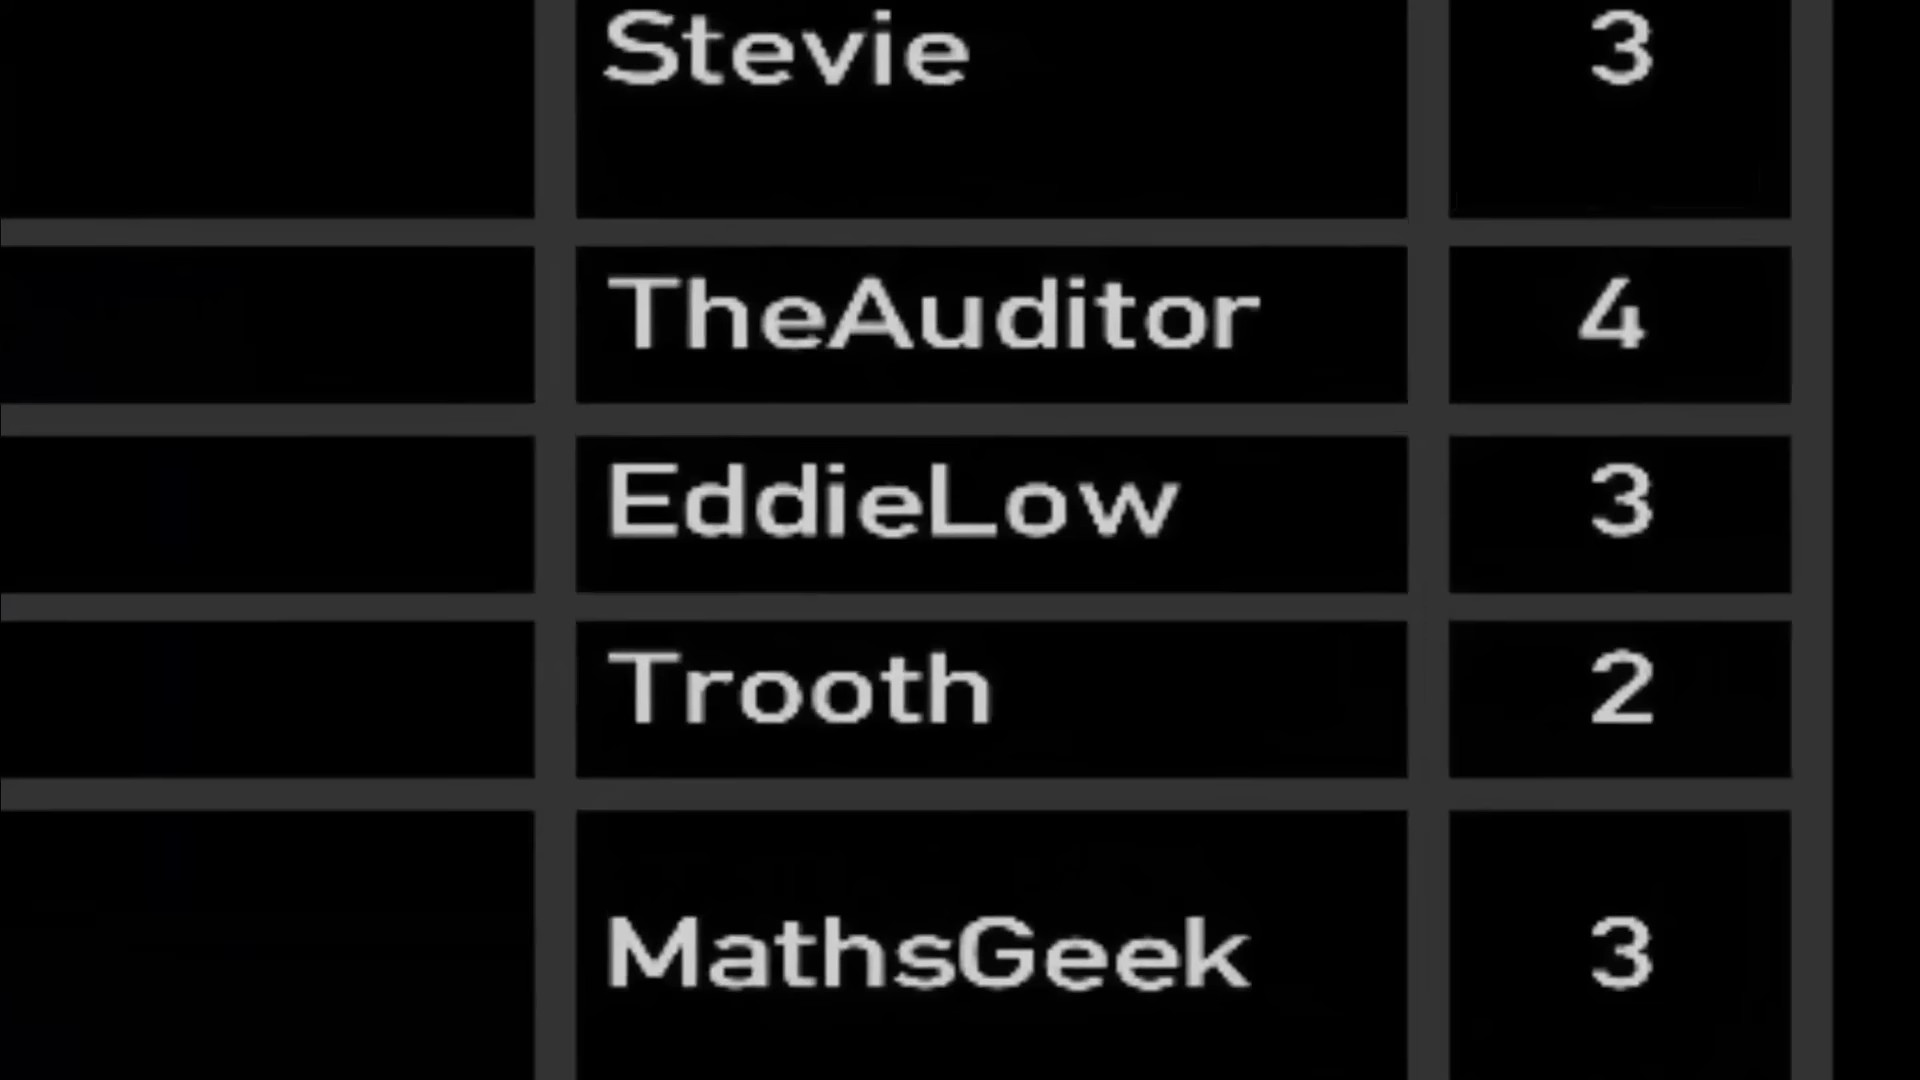 Stevie 3
TheAuditor 4
EddieLow 3
Trooth 2
MathsGeek 3